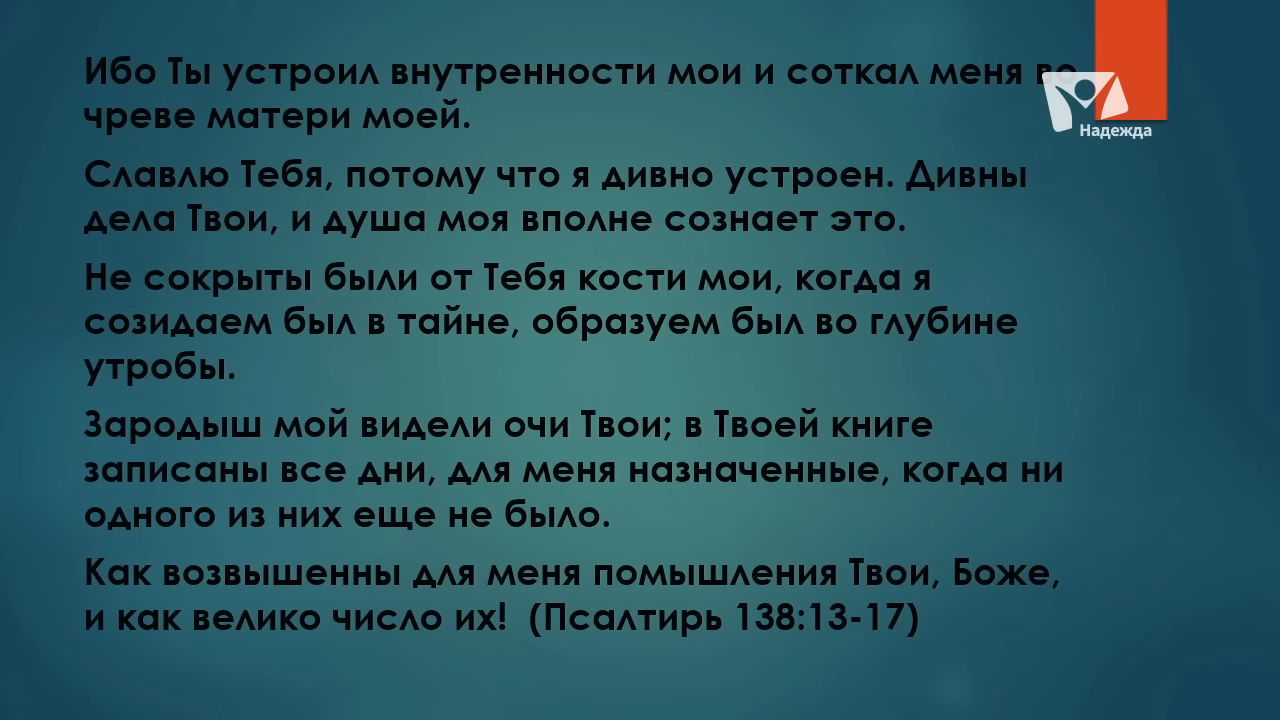 Ибо Ты устроил внутренности мои и соткал меня во
чреве матери моей.
Славлю Тебя, потому что я дивно устроен. Дивны
дела Твои, и душа моя вполне сознает это.
Не сокрыты были от Тебя кости мои, когда я
созидаем был в тайне, образуем был во глубине
утробы.
Зародыш мой видели очи Твои; в Твоей книге
записаны все дни, для меня назначенные, когда ни
одного из них еще не было.
Как возвышенны для меня помышления Твои, Боже,
и как велико число их! (Псалтирь 138:13-17)
Надежда